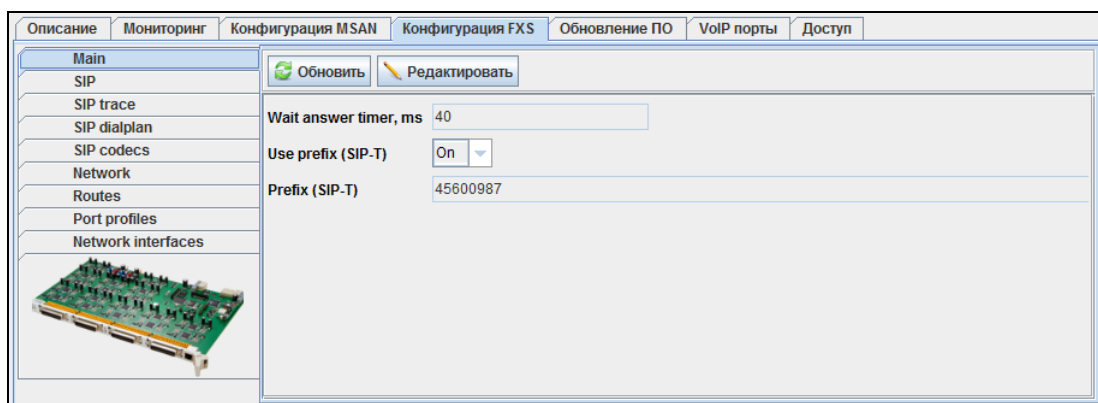 Описание Мониторинг Конфигурация MSAN Конфигурация FXS Обновление ПО VoIP порты Доступ
Main
SIP
SIP trace
SIP dialplan
SIP codecs
Network
Routes
Port profiles
Network interfaces
Обновить Редактировать
Wait answer timer, ms 40
Use prefix (SIP-T) On
Prefix (SIP-T) 45600987